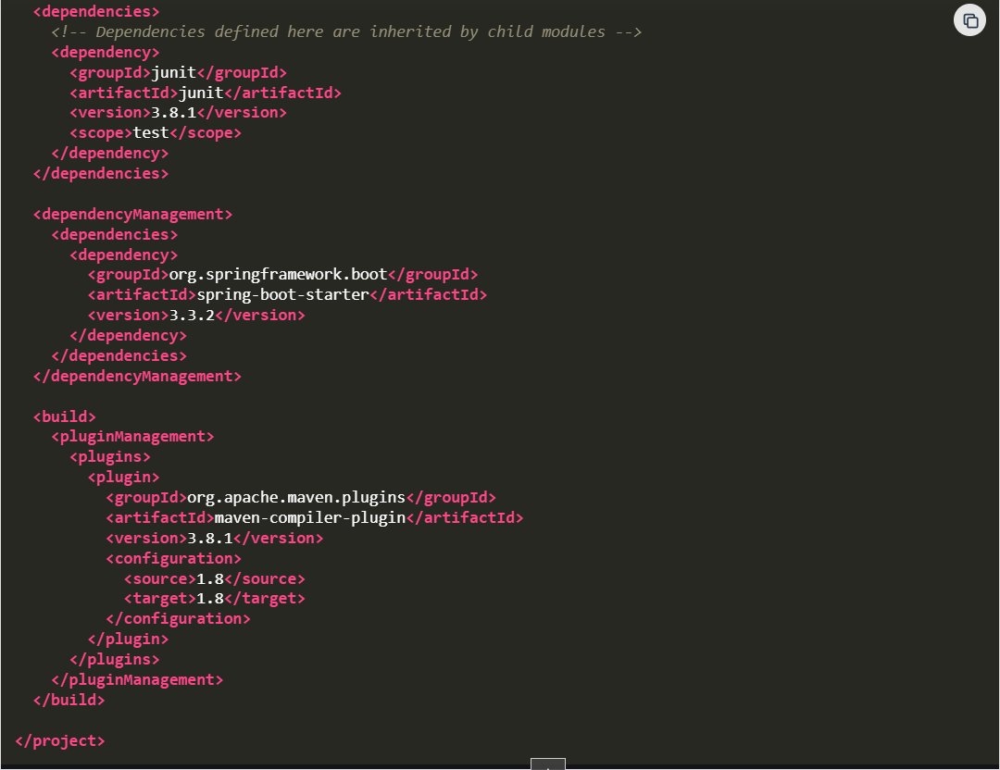 <dependencies>
<!-- Dependencies defined here are inherited by child modules -->
<dependency>
<groupId>junit</groupId>
<artifactId>junit</artifactId>
<version>3.8.1</version>
<scope>test</scope>
</dependency>
</dependencies>
<dependencyManagement>
<dependencies>
<dependency>
<groupId>org.springframework.boot</groupId>
<artifactId>spring-boot-starter</artifactId>
<version>3.3.2</version>
</dependency>
</dependencies>
</dependencyManagement>
<build>
<pluginManagement>
<plugins>
<plugin>
<groupId>org.apache.maven.plugins</groupId>
<artifactId>maven-compiler-plugin</artifactId>
<version>3.8.1</version>
<configuration>
<source>1.8</source>
<target>1.8</target>
</configuration>
</plugin>
</plugins>
</pluginManagement>
</build>
</project>